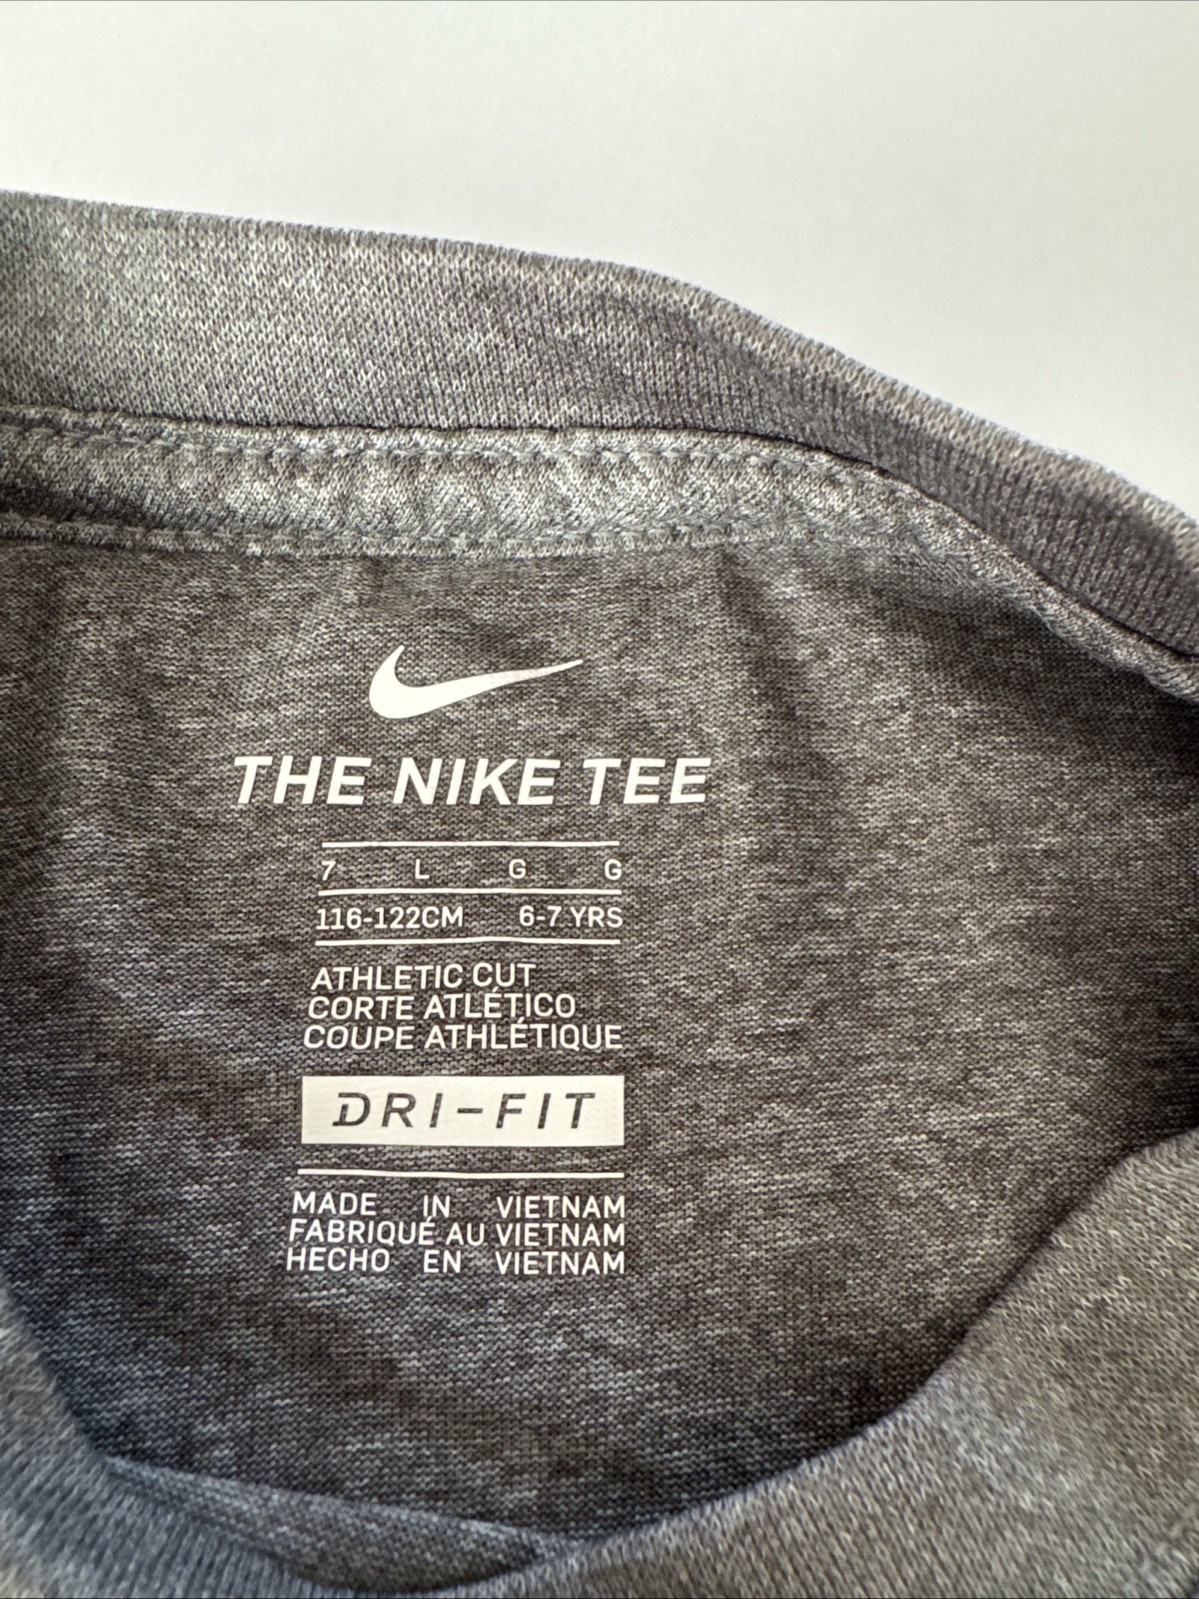 THE NIKE TEE
7 L G G
116-122CM 6-7 YRS
ATHLETIC CUT
CORTE ATLÉTICO
COUPE ATHLÉTIQUE
DRI-FIT
MADE IN VIETNAM
FABRIQUÉ AU VIETNAM
HECHO EN VIETNAM